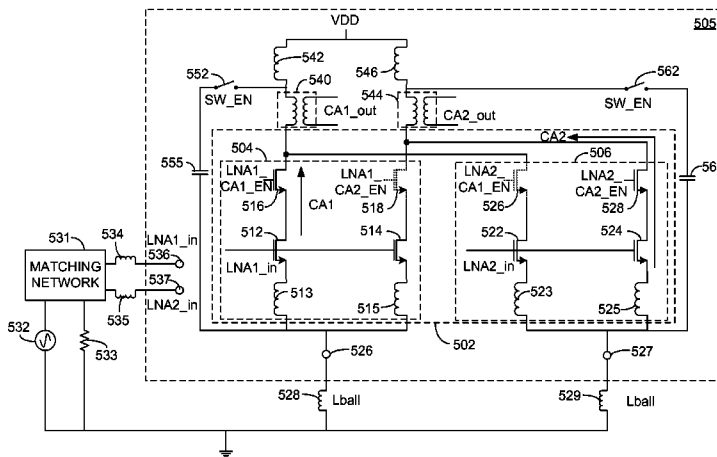 505
VDD
542
546
552
540
562
544
SW_EN
CA1_out
CA2_out
SW_EN
504
CA2
506
555
LNA1_
CA1_EN
516
LNA1_
CA2_EN
518
LNA2_
CA1_EN
526
LNA2_
CA2_EN
528
56
CA1
531
534
LNA1_in
512
514
522
524
536
MATCHING
NETWORK
LNA1_in
LNA2_in
537
LNA2_in
535
513
515
523
525
532
533
502
526
527
528
Lball
529
Lball